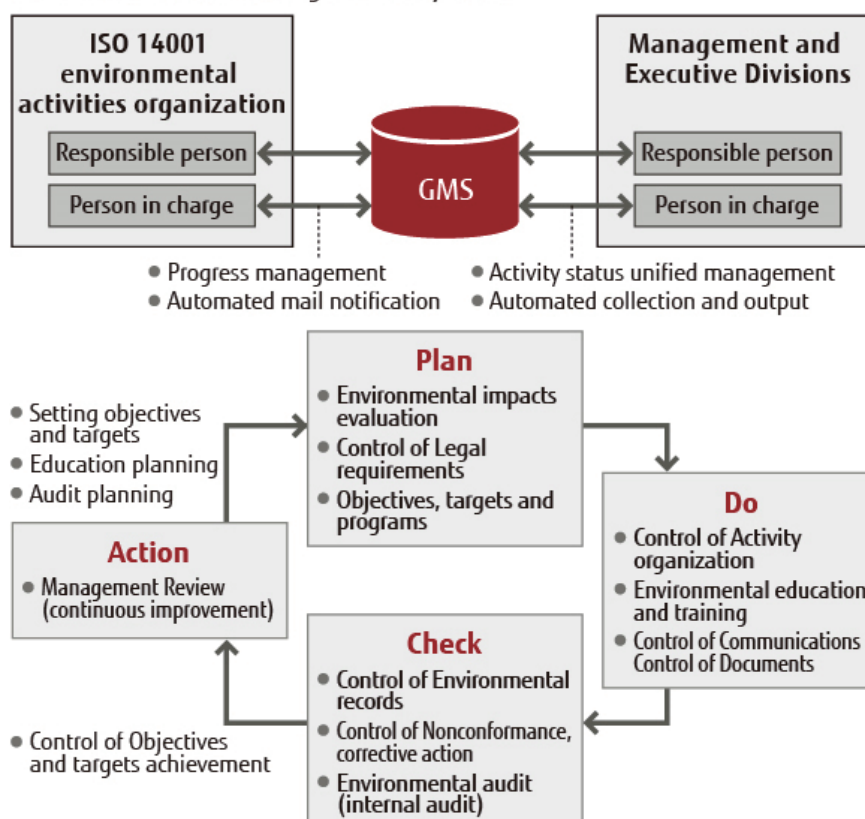 ISO 14001
environmental
activities organization
Responsible person
Person in charge
GMS
Management and
Executive Divisions
Responsible person
Person in charge
● Progress management
● Automated mail notification
● Activity status unified management
● Automated collection and output
Plan
● Environmental impacts
evaluation
● Control of Legal
requirements
● Objectives, targets and
programs
● Setting objectives
and targets
● Education planning
● Audit planning
Do
● Control of Activity
organization
● Environmental education
and training
● Control of Communications
Control of Documents
Action
● Management Review
(continuous improvement)
Check
● Control of Environmental
records
● Control of Nonconformance,
corrective action
● Environmental audit
(internal audit)
● Control of Objectives
and targets achievement